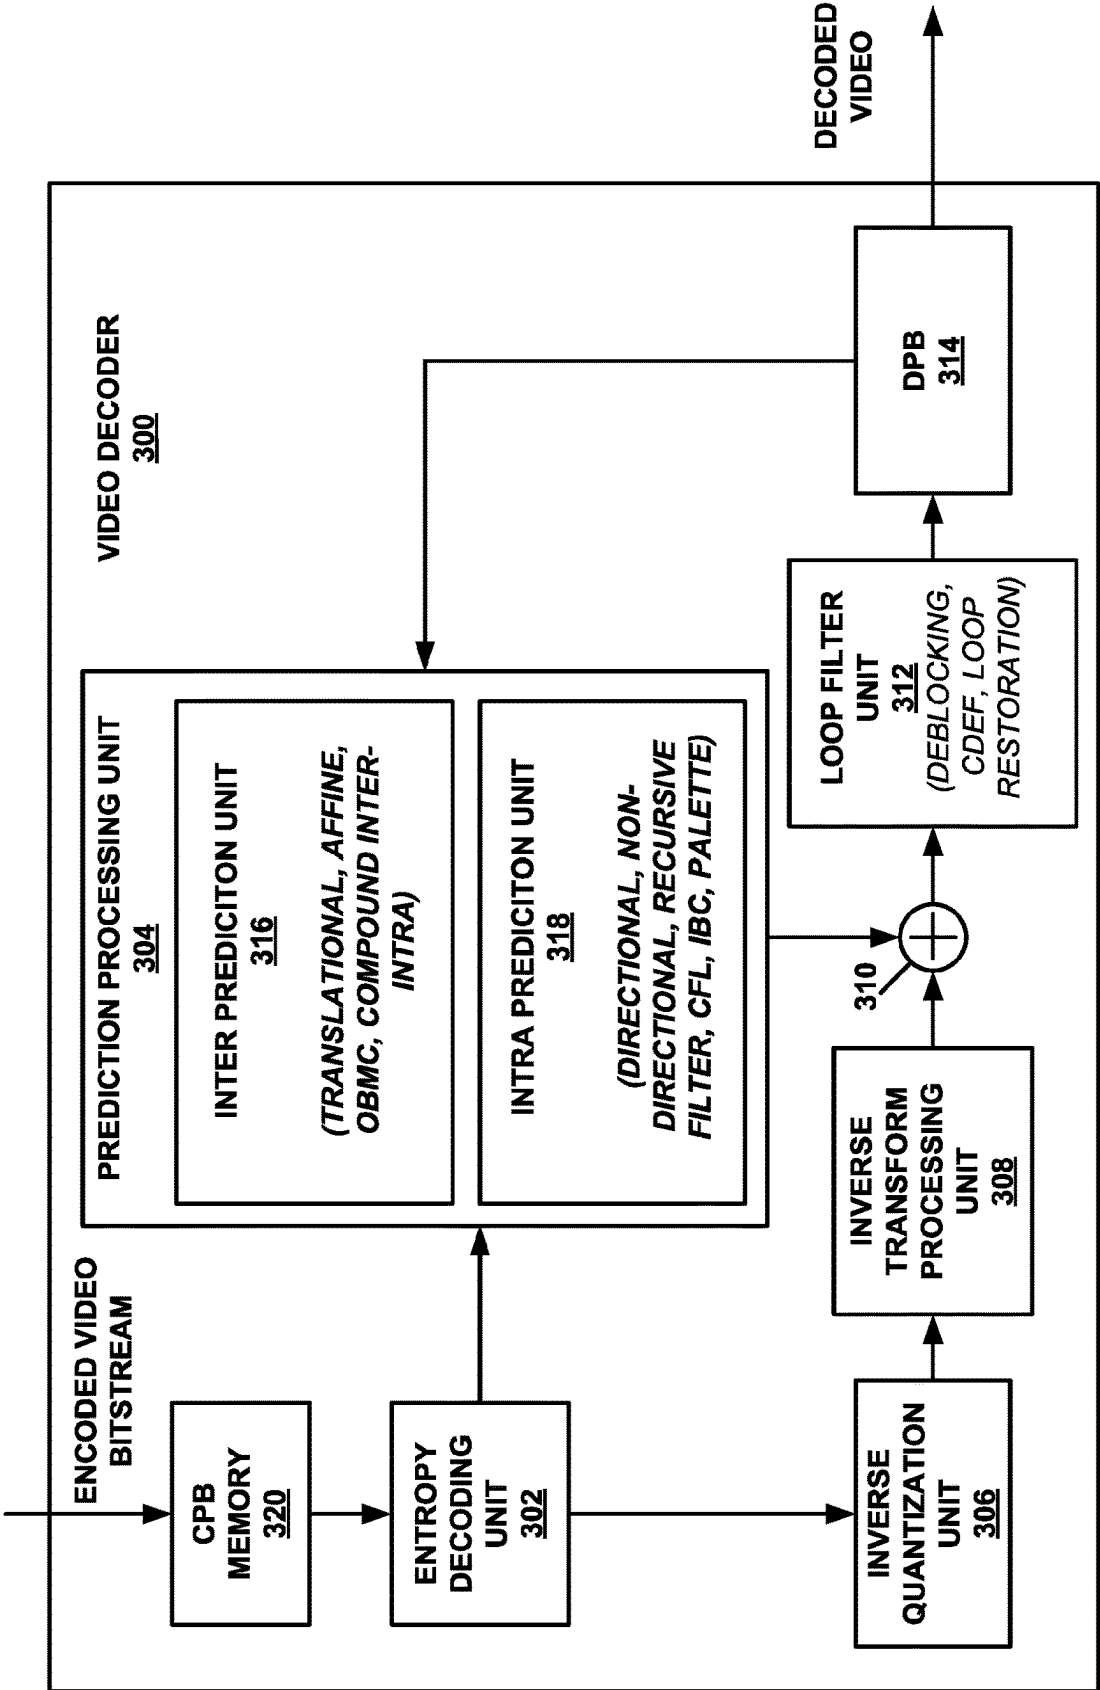 ENCODED VIDEO
BITSTREAM
VIDEO DECODER
300
DECODED
VIDEO
PREDICTION PROCESSING UNIT
304
INTER PREDICITON UNIT
316
(TRANSLATIONAL, AFFINE,
OBMC, COMPOUND INTER-
INTRA)
INTRA PREDICITON UNIT
318
(DIRECTIONAL, NON-
DIRECTIONAL, RECURSIVE
FILTER, CFL, IBC, PALETTE)
CPB
MEMORY
320
ENTROPY
DECODING
UNIT
302
INVERSE
QUANTIZATION
UNIT
306
INVERSE
TRANSFORM
PROCESSING
UNIT
308
310
LOOP FILTER
UNIT
312
(DEBLOCKING,
CDEF, LOOP
RESTORATION)
DPB
314